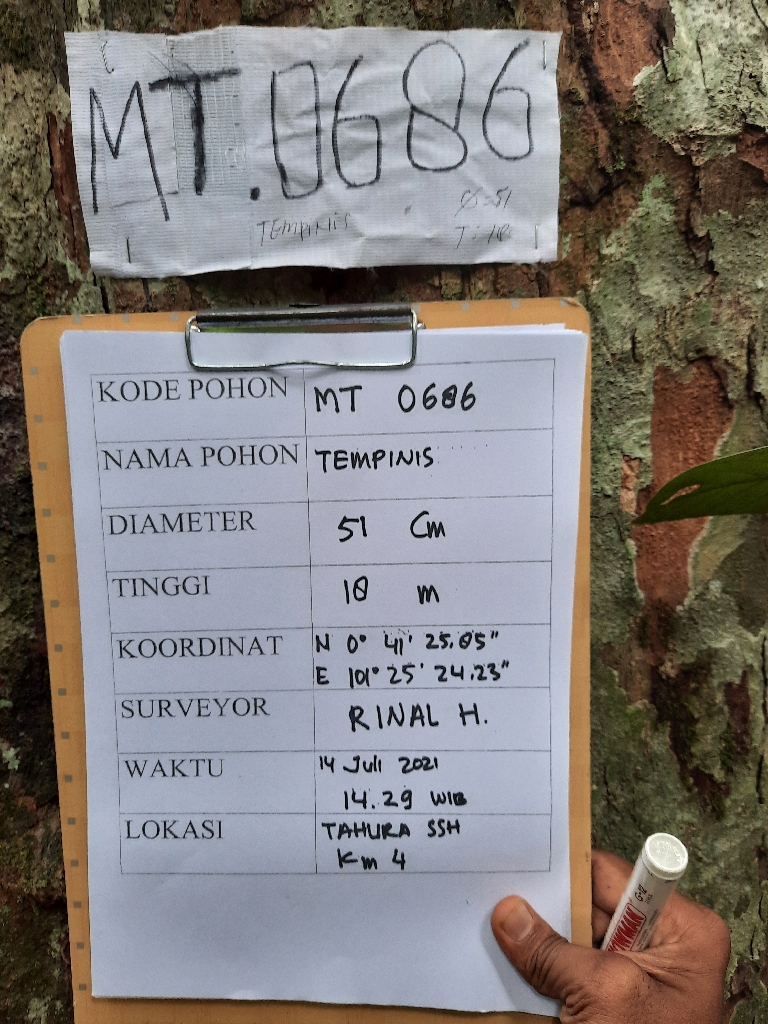 MT.0686
TEMPINIS
Ø=51
T=18
KODE POHON MT 0686
NAMA POHON TEMPINIS
DIAMETER 51 Cm
TINGGI 18 m
KOORDINAT N 0° 41' 25.85"
E 101° 25' 24.23"
SURVEYOR RINAL H.
WAKTU 14 Juli 2021
14.29 WIB
LOKASI TAHURA SSH
Km 4
SNOWMAN